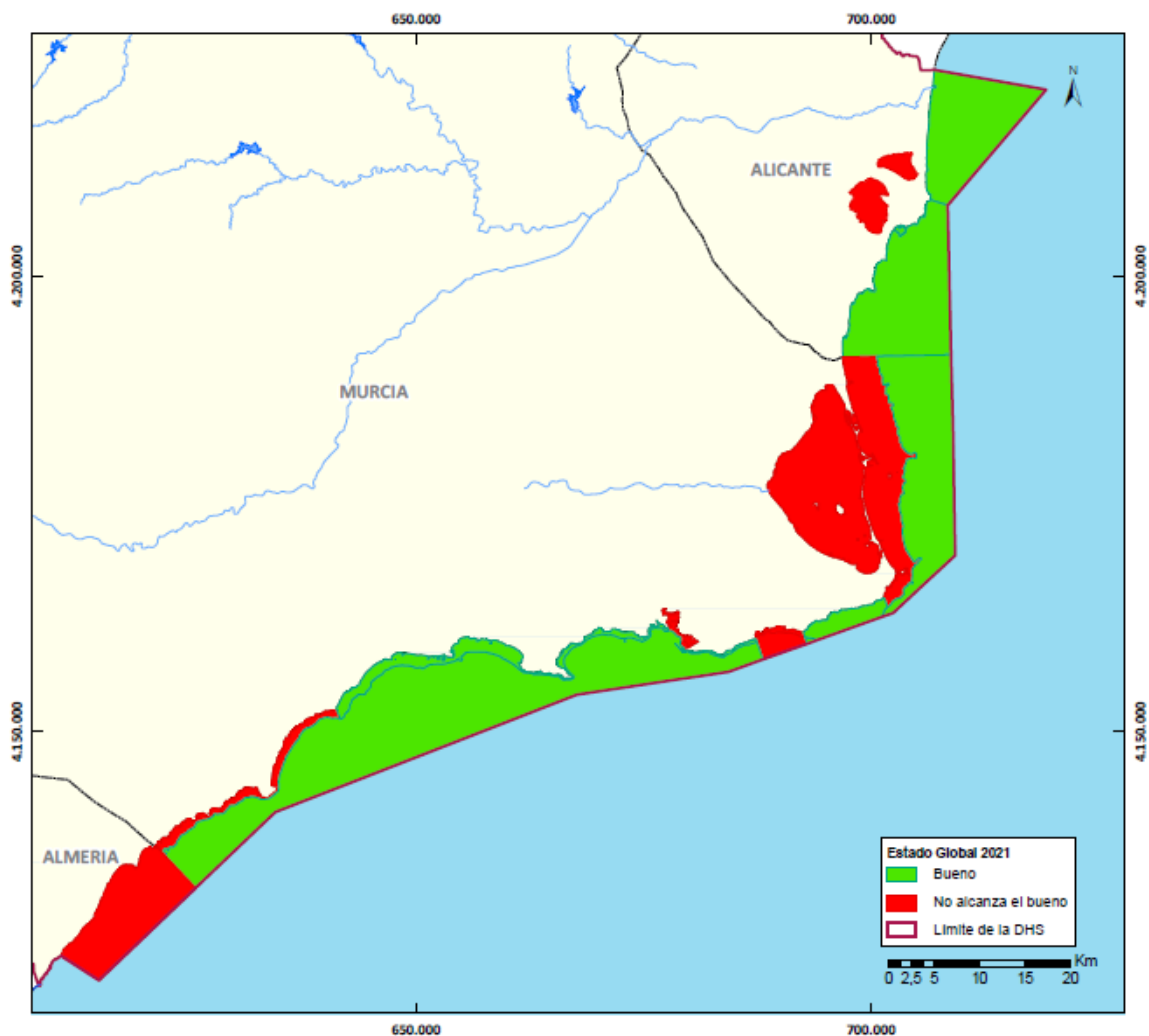 650.000 700.000
N
ALICANTE
4.200.000 4.200.000
MURCIA
4.150.000 4.150.000
ALMERIA
Estado Global 2021
Bueno
No alcanza el bueno
Límite de la DHS
Km
0 2,5 5 10 15 20
650.000 700.000